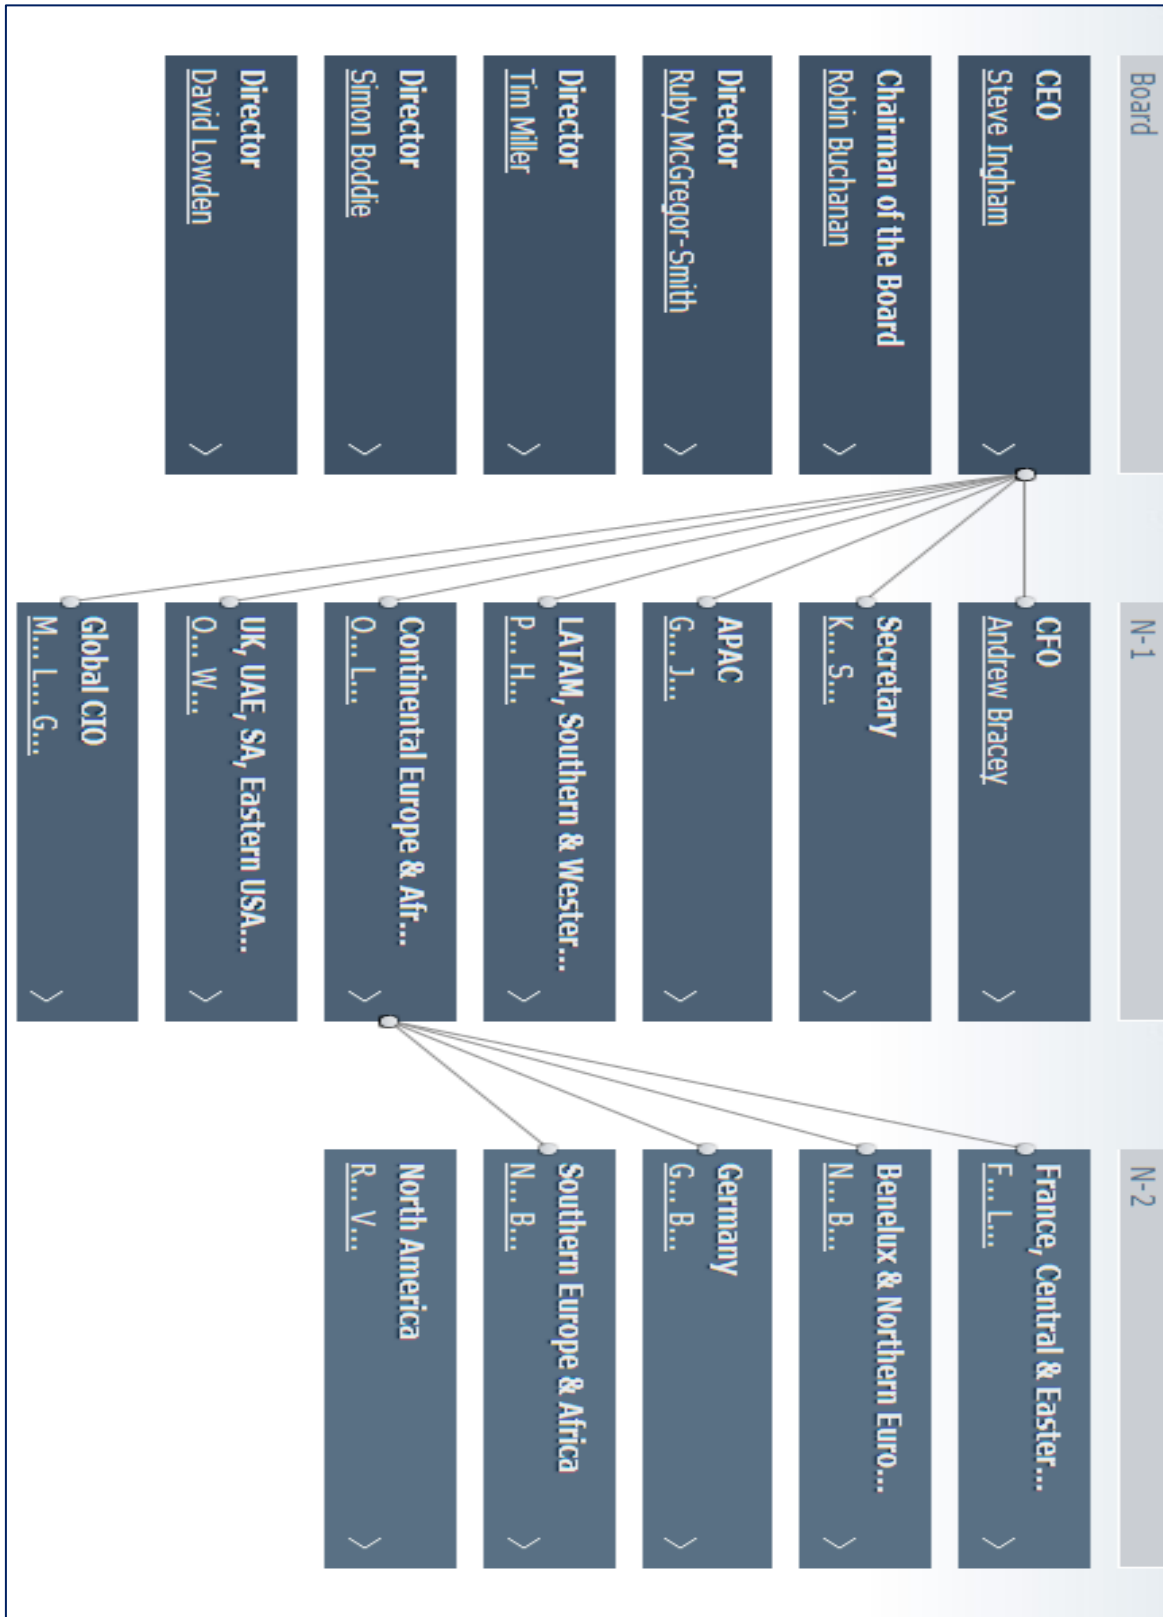 Board
CEO
Steve Ingham
Chairman of the Board
Robin Buchanan
Director
Ruby McGregor-Smith
Director
Tim Miller
Director
Simon Boddie
Director
David Lowden
N-1
CFO
Andrew Bracey
Secretary
K... S...
APAC
G... J...
LATAM, Southern & Wester...
P... H...
Continental Europe & Afr...
O... L...
UK, UAE, SA, Eastern USA...
O... W...
Global CIO
M... L... G...
N-2
France, Central & Easter...
F... L...
Benelux & Northern Euro...
N... B...
Germany
G... B...
Southern Europe & Africa
N... B...
North America
R... V...